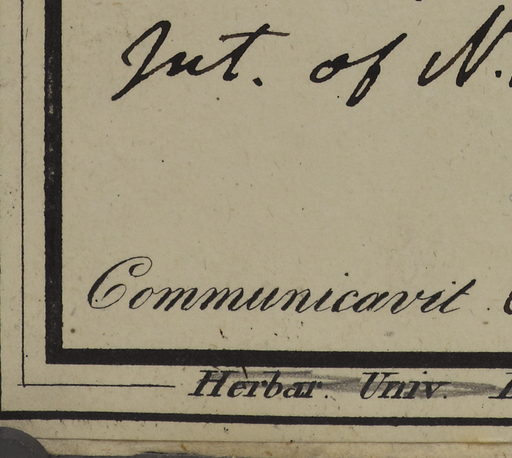 Int. of N.
Communicavit
Herbar. Univ.